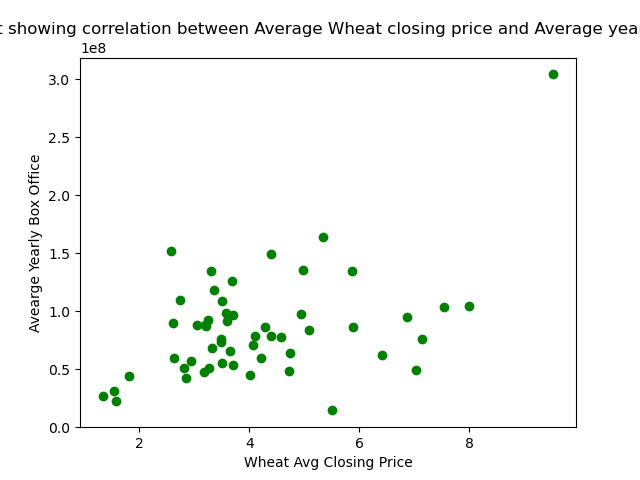 showing correlation between Average Wheat closing price and Average
1e8
3.0
2.5
2.0
1.5
1.0
0.5
0.0
Avearge Yearly Box Office
2 4 6 8
Wheat Avg Closing Price